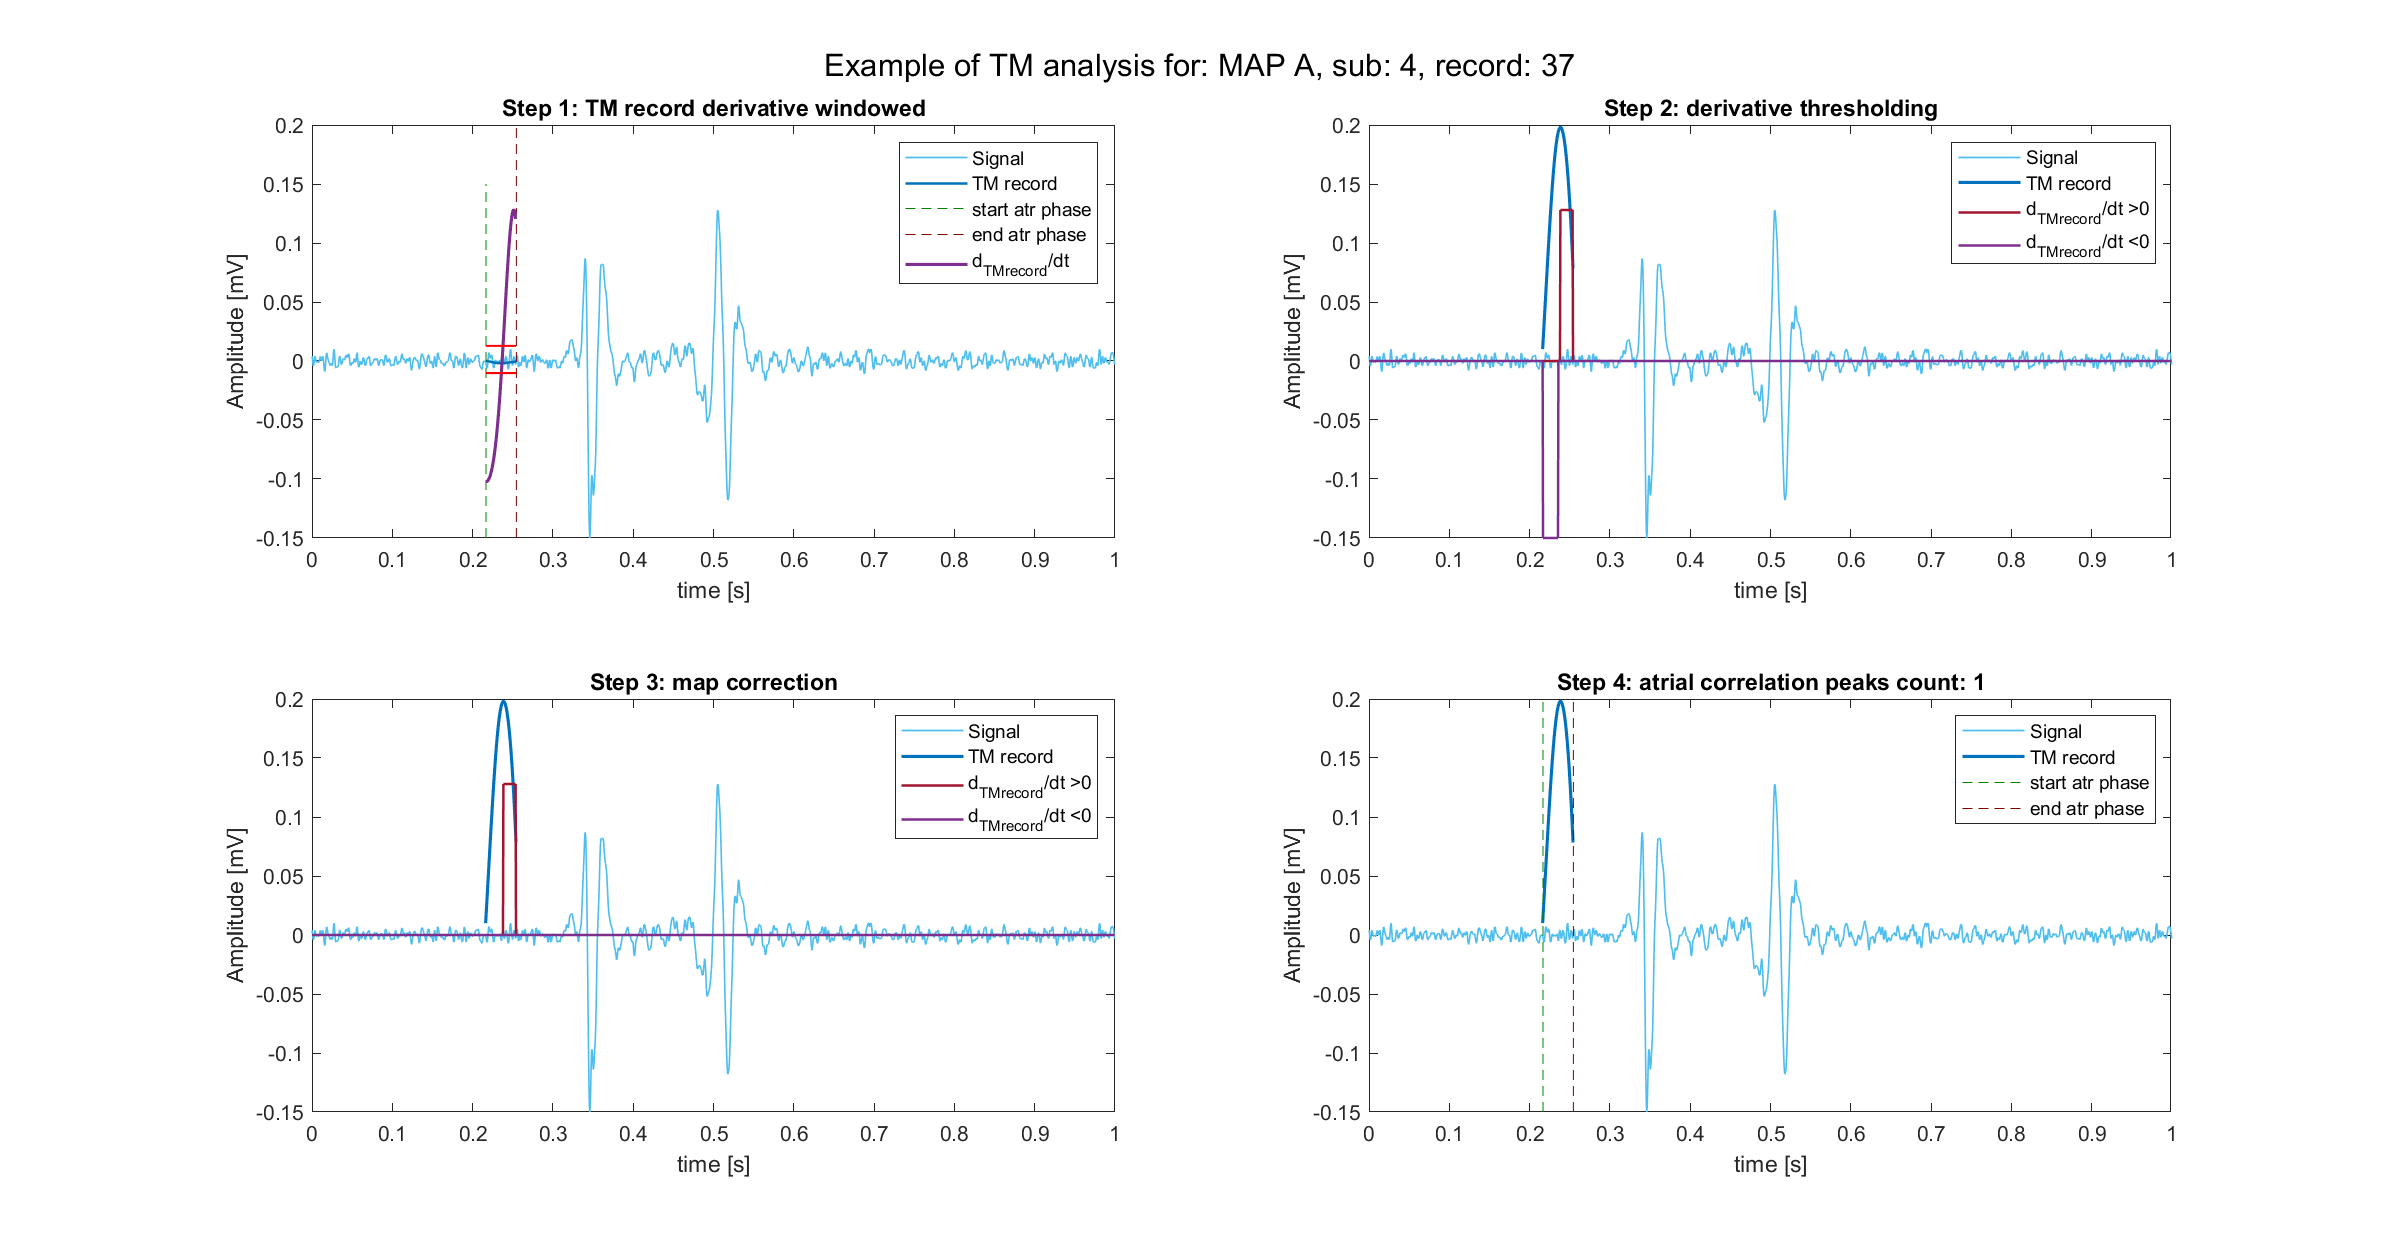 Example of TM analysis for: MAP A, sub: 4, record: 37
Step 1: TM record derivative windowed
0.2
0.15
0.1
0.05
0
-0.05
-0.1
-0.15
Amplitude [mV]
0 0.1 0.2 0.3 0.4 0.5 0.6 0.7 0.8 0.9 1
time [s]
Signal
TM record
start atr phase
end atr phase
dTMrecord/dt
Step 2: derivative thresholding
0.2
0.15
0.1
0.05
0
-0.05
-0.1
-0.15
Amplitude [mV]
0 0.1 0.2 0.3 0.4 0.5 0.6 0.7 0.8 0.9 1
time [s]
Signal
TM record
dTMrecord/dt >0
dTMrecord/dt <0
Step 3: map correction
0.2
0.15
0.1
0.05
0
-0.05
-0.1
-0.15
Amplitude [mV]
0 0.1 0.2 0.3 0.4 0.5 0.6 0.7 0.8 0.9 1
time [s]
Signal
TM record
dTMrecord/dt >0
dTMrecord/dt <0
Step 4: atrial correlation peaks count: 1
0.2
0.15
0.1
0.05
0
-0.05
-0.1
-0.15
Amplitude [mV]
0 0.1 0.2 0.3 0.4 0.5 0.6 0.7 0.8 0.9 1
time [s]
Signal
TM record
start atr phase
end atr phase